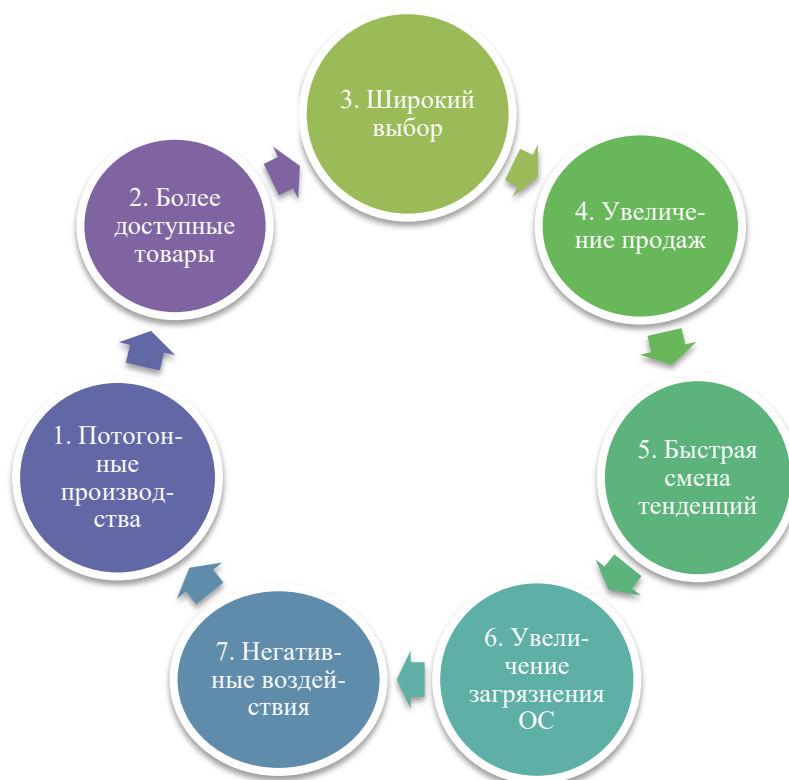 1. Потогон-
ные
производ-
ства
2. Более
доступные
товары
3. Широкий
выбор
4. Увеличе-
ние продаж
5. Быстрая
смена
тенденций
6. Увели-
чение
загрязнения
ОС
7. Негатив-
ные воздей-
ствия